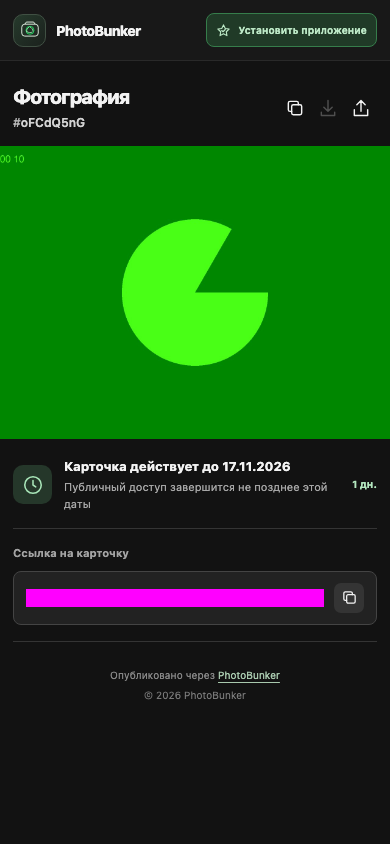 PhotoBunker
Установить приложение
Фотография
#oFCdQ5nG
00 10
Карточка действует до 17.11.2026
Публичный доступ завершится не позднее этой
даты
1 дн.
Ссылка на карточку
Опубликовано через PhotoBunker
© 2026 PhotoBunker